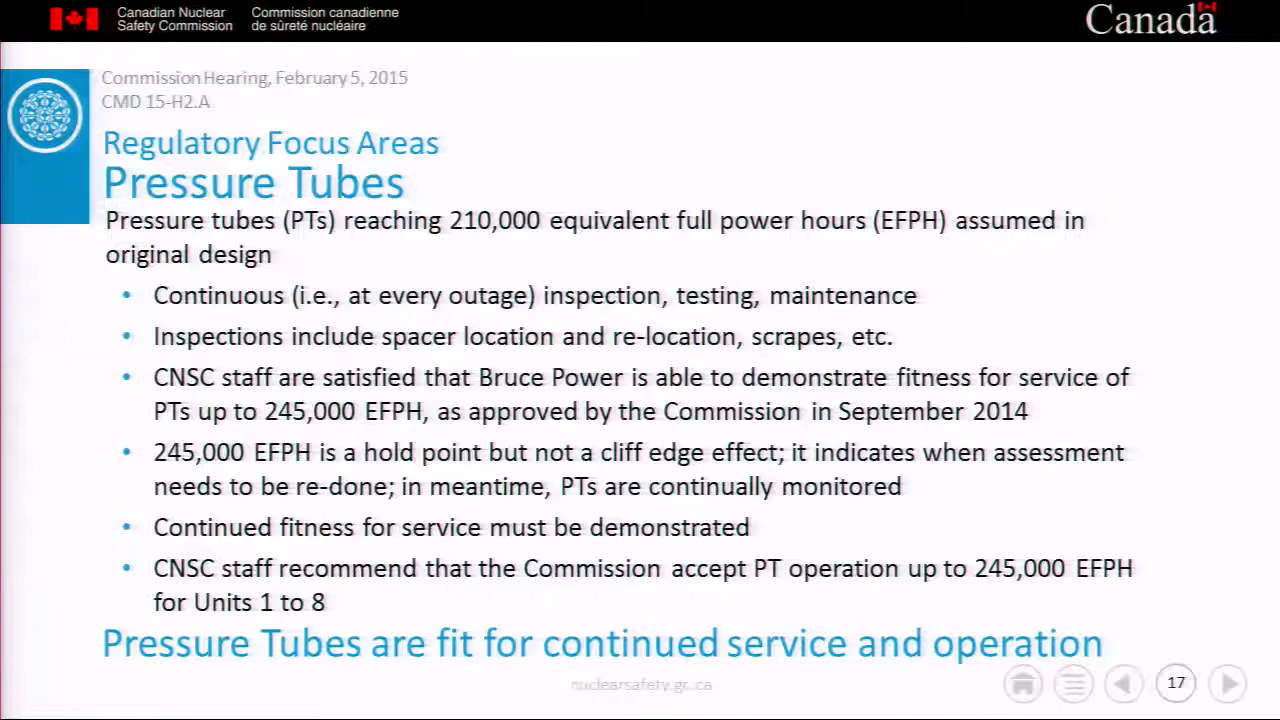 Canadian Nuclear Safety Commission
Commission canadienne de sûreté nucléaire
Canada
Commission Hearing, February 5, 2015
CMD 15-H2.A
Regulatory Focus Areas
Pressure Tubes
Pressure tubes (PTs) reaching 210,000 equivalent full power hours (EFPH) assumed in
original design
• Continuous (i.e., at every outage) inspection, testing, maintenance
• Inspections include spacer location and re-location, scrapes, etc.
• CNSC staff are satisfied that Bruce Power is able to demonstrate fitness for service of
PTs up to 245,000 EFPH, as approved by the Commission in September 2014
• 245,000 EFPH is a hold point but not a cliff edge effect; it indicates when assessment
needs to be re-done; in meantime, PTs are continually monitored
• Continued fitness for service must be demonstrated
• CNSC staff recommend that the Commission accept PT operation up to 245,000 EFPH
for Units 1 to 8
Pressure Tubes are fit for continued service and operation
nuclearsafety.gc.ca
17